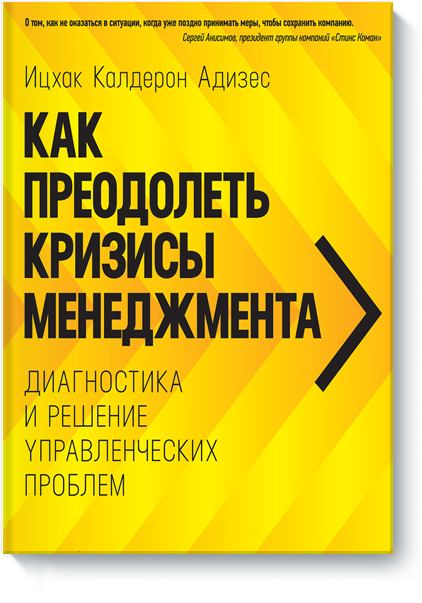 О том, как не оказаться в ситуации, когда уже поздно принимать меры, чтобы сохранить компанию.
Сергей Анисимов, президент группы компаний «Стинс Коман»
Ицхак Калдерон Адизес
КАК
ПРЕОДОЛЕТЬ
КРИЗИСЫ
МЕНЕДЖМЕНТА
ДИАГНОСТИКА
И РЕШЕНИЕ
УПРАВЛЕНЧЕСКИХ
ПРОБЛЕМ